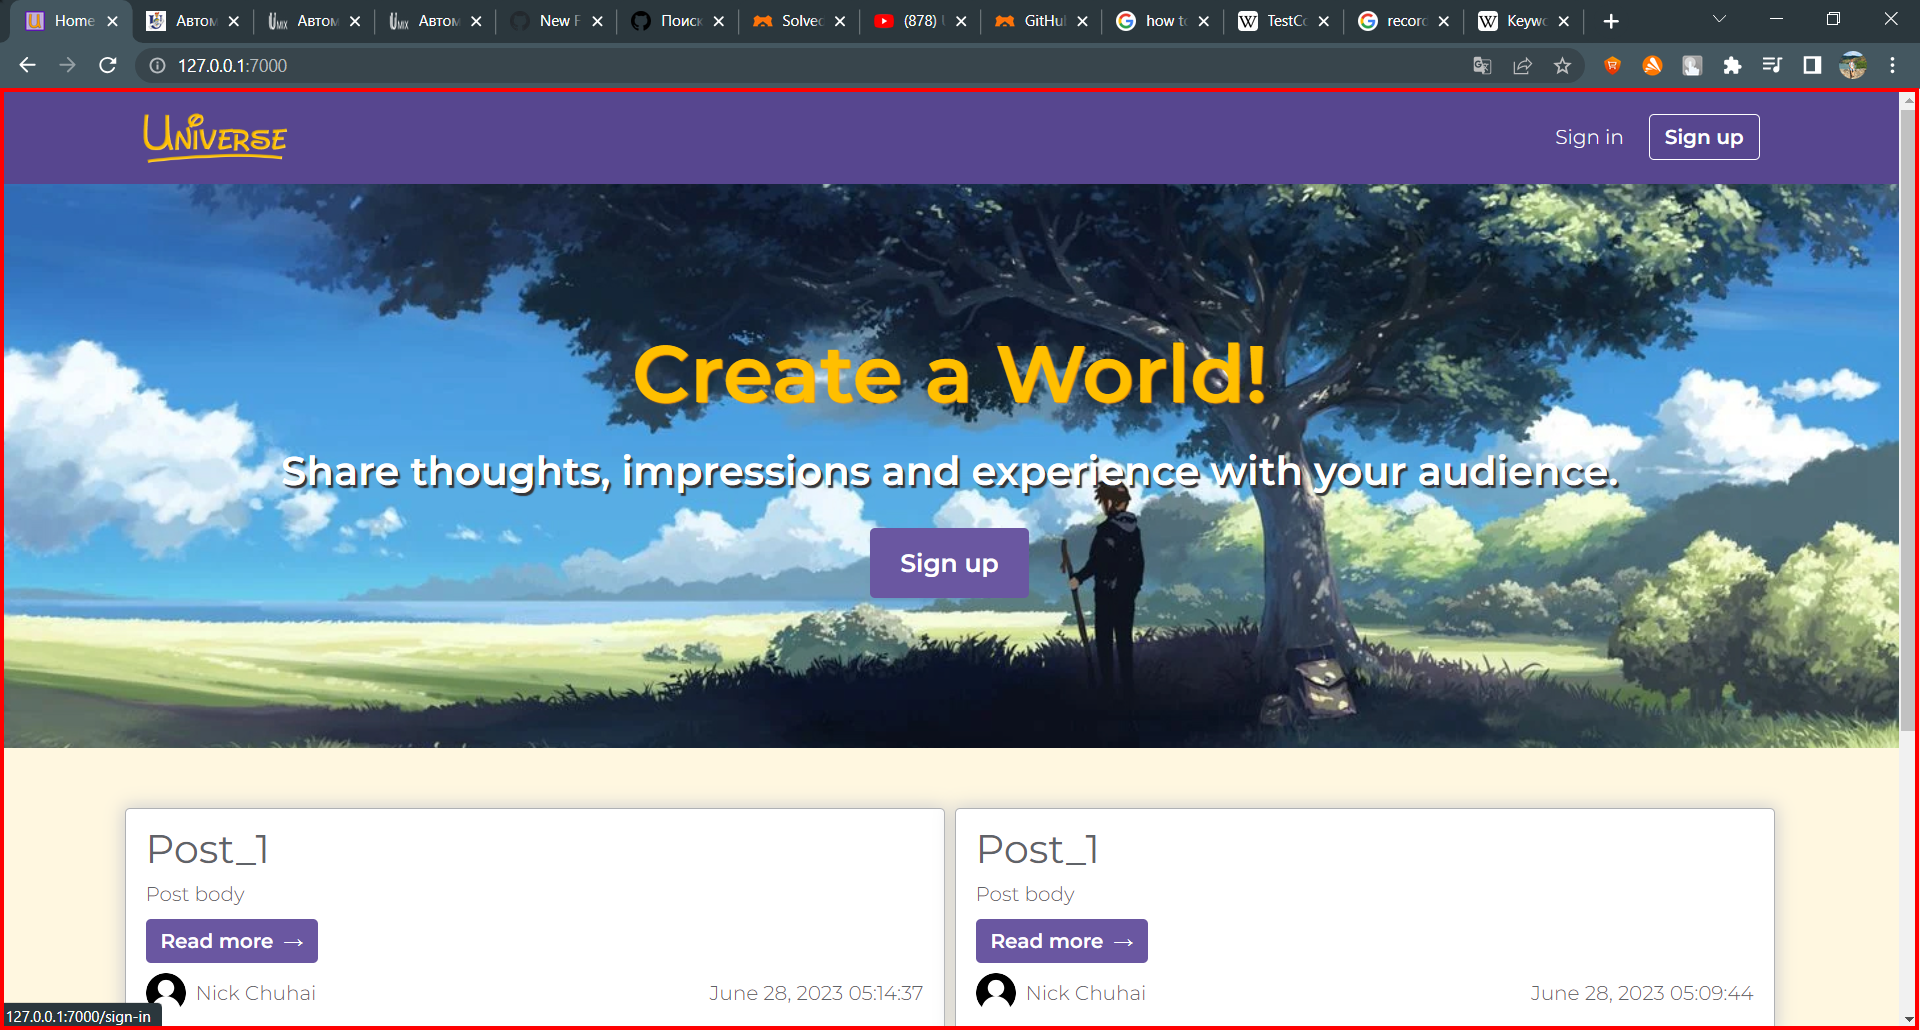 Home
Автом
Автом
Автом
New F
Поиск
Solved
(878)
GitHu
how to
TestCo
record
Keywo
127.0.0.1:7000
UNIVERSE
Sign in
Sign up
Create a World!
Share thoughts, impressions and experience with your audience.
Sign up
Post_1
Post body
Read more →
Nick Chuhai
June 28, 2023 05:14:37
Post_1
Post body
Read more →
Nick Chuhai
June 28, 2023 05:09:44
127.0.0.1:7000/sign-in